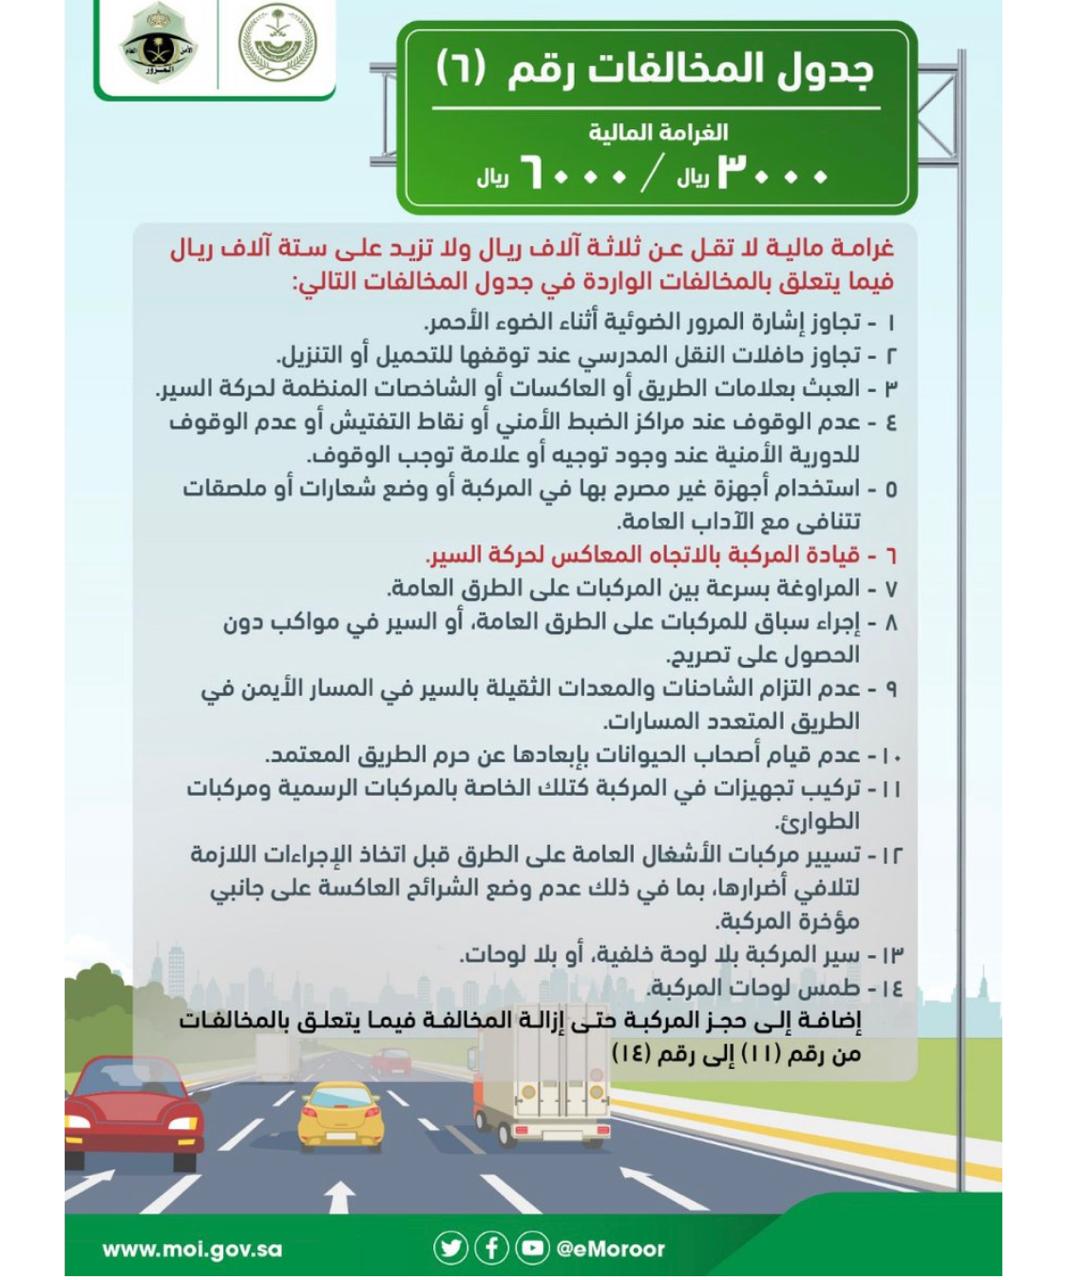 الأمن
العام
المرور
جدول المخالفات رقم (٦)
الغرامة المالية
٣٠٠٠ ريال / ٦٠٠٠ ريال
غرامة مالية لا تقل عن ثلاثة آلاف ريال ولا تزيد على ستة آلاف ريال
فيما يتعلق بالمخالفات الواردة في جدول المخالفات التالي:
١ - تجاوز إشارة المرور الضوئية أثناء الضوء الأحمر.
٢ - تجاوز حافلات النقل المدرسي عند توقفها للتحميل أو التنزيل.
٣ - العبث بعلامات الطريق أو العاكسات أو الشاخصات المنظمة لحركة السير.
٤ - عدم الوقوف عند مراكز الضبط الأمني أو نقاط التفتيش أو عدم الوقوف
للدورية الأمنية عند وجود توجيه أو علامة توجب الوقوف.
٥ - استخدام أجهزة غير مصرح بها في المركبة أو وضع شعارات أو ملصقات
تتنافى مع الآداب العامة.
٦ - قيادة المركبة بالاتجاه المعاكس لحركة السير.
٧ - المراوغة بسرعة بين المركبات على الطرق العامة.
٨ - إجراء سباق للمركبات على الطرق العامة، أو السير في مواكب دون
الحصول على تصريح.
٩ - عدم التزام الشاحنات والمعدات الثقيلة بالسير في المسار الأيمن في
الطريق المتعدد المسارات.
١٠- عدم قيام أصحاب الحيوانات بإبعادها عن حرم الطريق المعتمد.
١١- تركيب تجهيزات في المركبة كتلك الخاصة بالمركبات الرسمية ومركبات
الطوارئ.
١٢- تسيير مركبات الأشغال العامة على الطرق قبل اتخاذ الإجراءات اللازمة
لتلافي أضرارها، بما في ذلك عدم وضع الشرائح العاكسة على جانبي
مؤخرة المركبة.
١٣- سير المركبة بلا لوحة خلفية، أو بلا لوحات.
١٤- طمس لوحات المركبة.
إضافة إلى حجز المركبة حتى إزالة المخالفة فيما يتعلق بالمخالفات
من رقم (١١) إلى رقم (١٤)
www.moi.gov.sa
@eMoroor